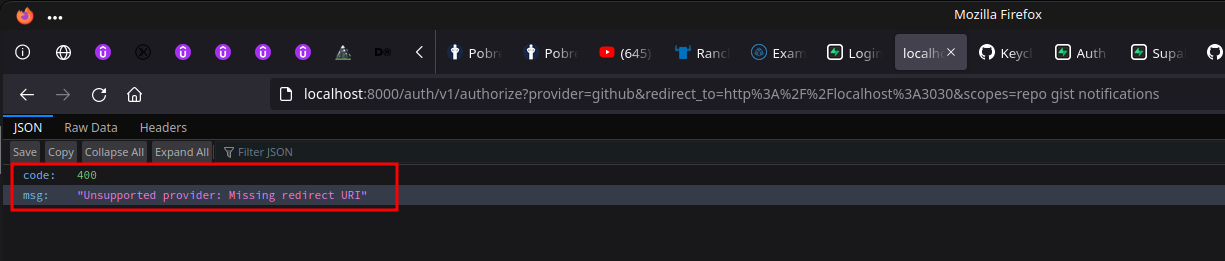 Mozilla Firefox
Pobre Pobre (645) Ranc Exam Login localh Keycl Auth Supa
localhost:8000/auth/v1/authorize?provider=github&redirect_to=http%3A%2F%2Flocalhost%3A3030&scopes=repo gist notifications
JSON Raw Data Headers
Save Copy Collapse All Expand All Filter JSON
code: 400
msg: "Unsupported provider: Missing redirect URI"